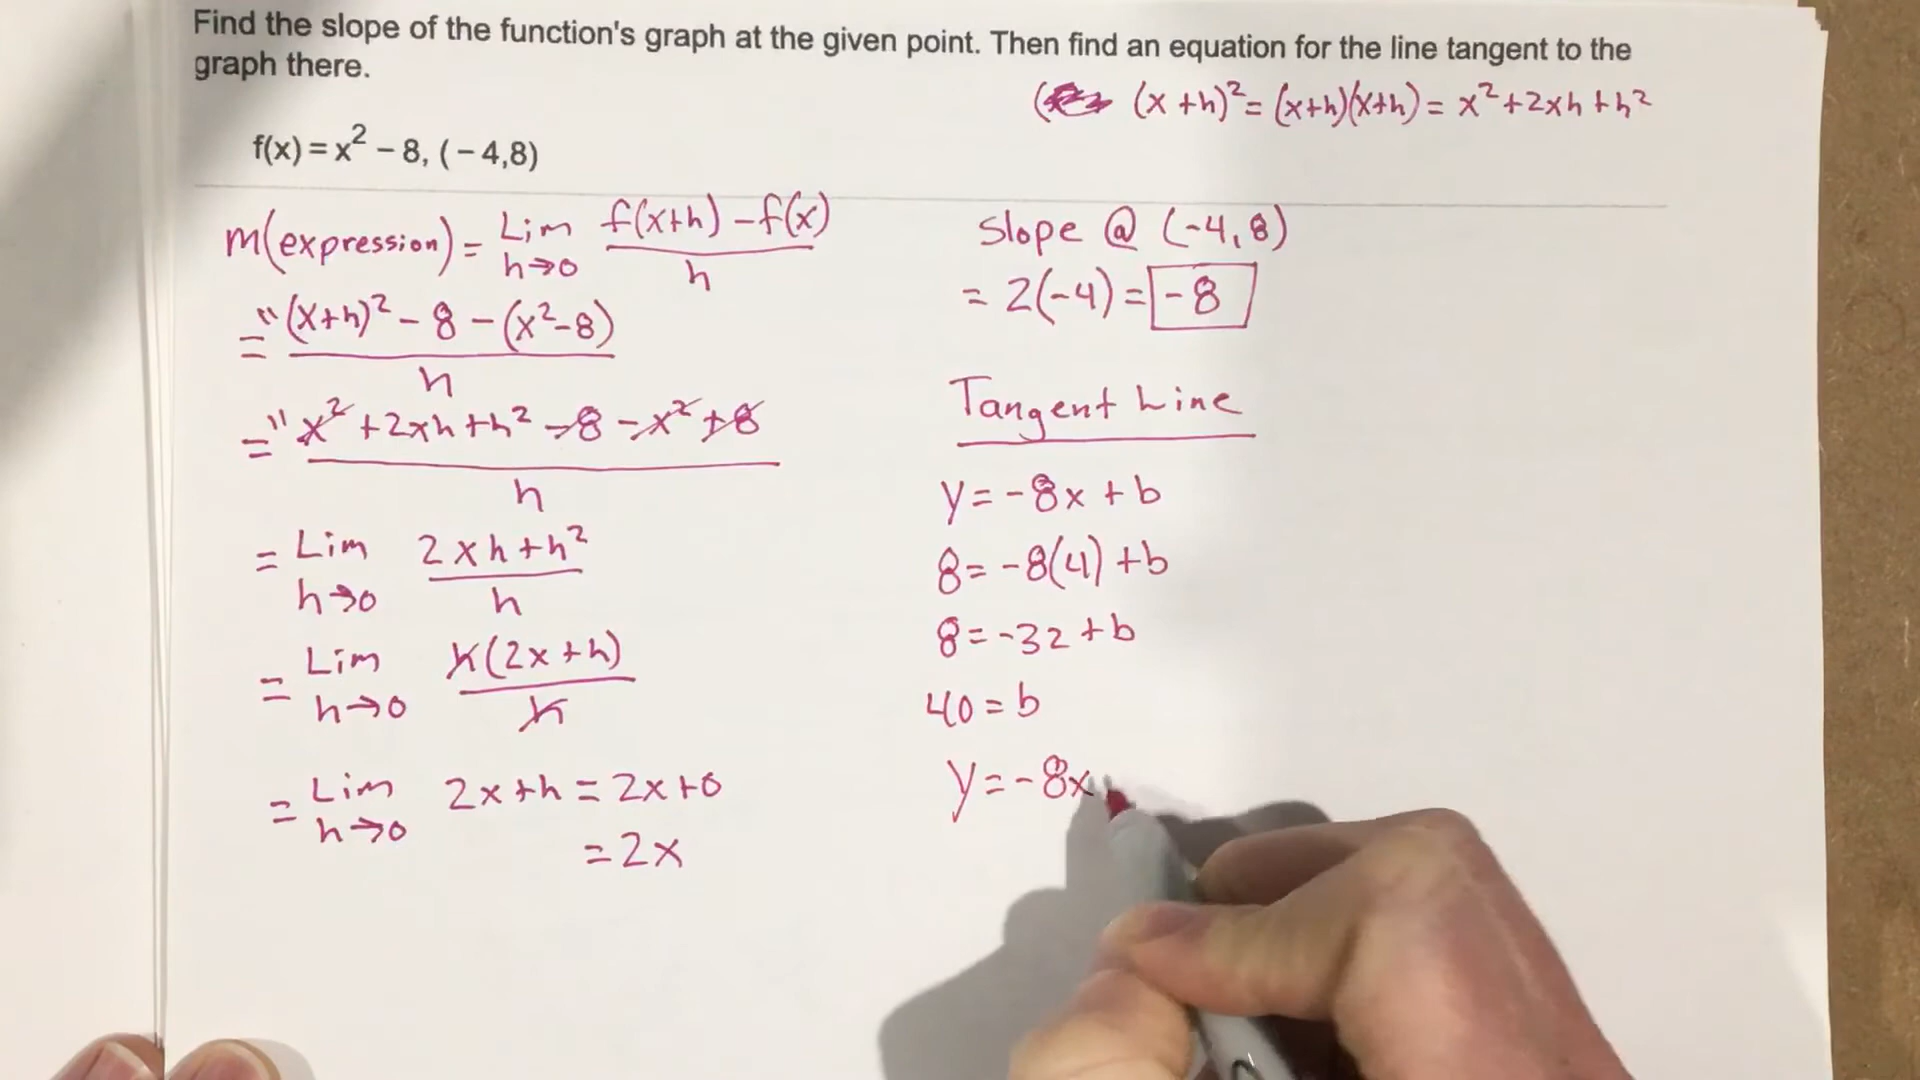 Find the slope of the function's graph at the given point. Then find an equation for the line tangent to the
graph there.
(x+h)²=(x+h)(x+h)= x²+2xh+h²
f(x) = x² − 8, ( − 4,8)
m(expression)= Lim h→0 f(x+h)-f(x) / h
=" (x+h)² - 8 - (x²-8) / h
=" x² +2xh+h² -8 -x² +8 / h
= Lim h→0 2xh+h² / h
= Lim h→0 h(2x+h) / h
= Lim h→0 2x+h = 2x+0
= 2x
Slope @ (-4,8)
= 2(-4) = -8
Tangent Line
y= -8x + b
8= -8(4) +b
8=-32 +b
40 = b
y= -8x